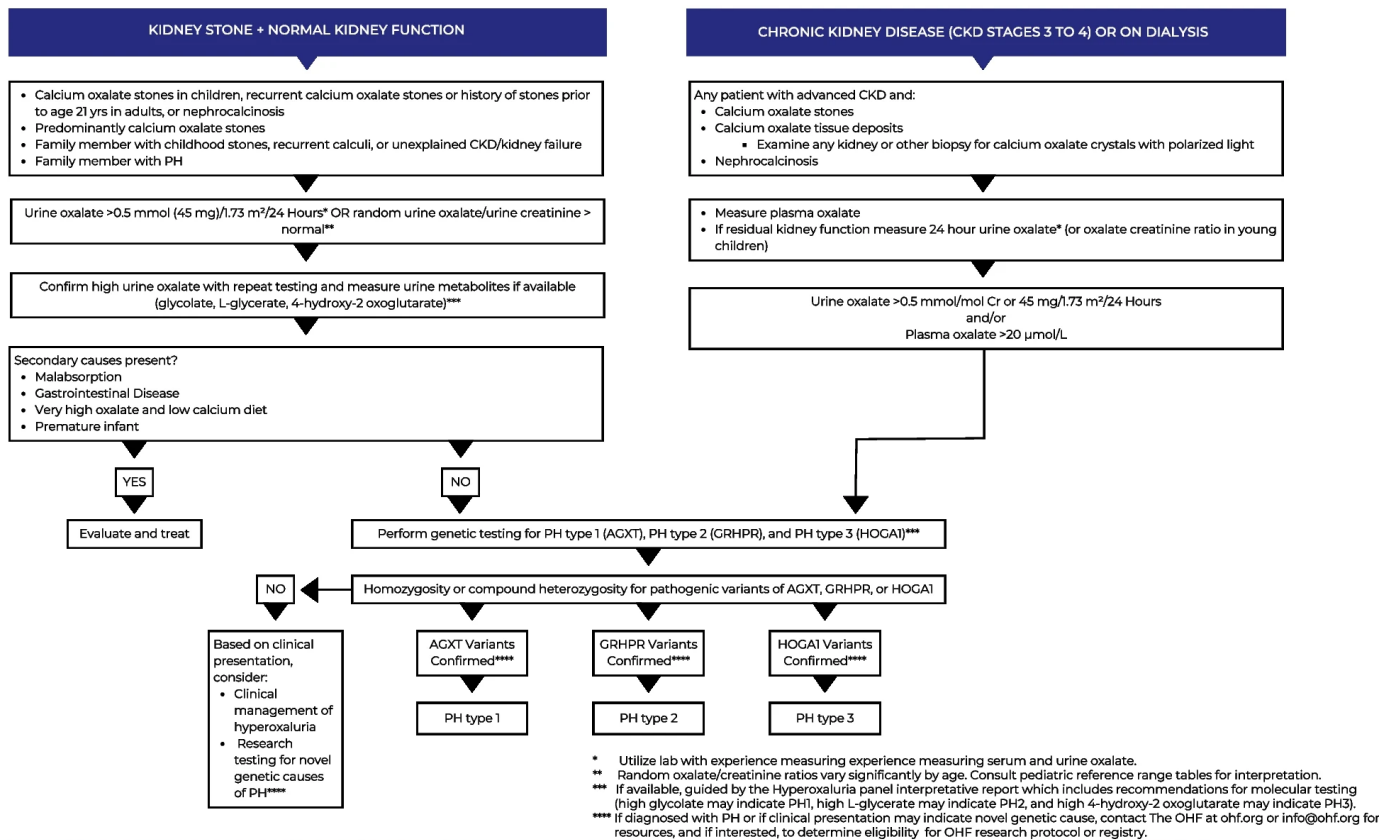 KIDNEY STONE + NORMAL KIDNEY FUNCTION
• Calcium oxalate stones in children, recurrent calcium oxalate stones or history of stones prior
to age 21 yrs in adults, or nephrocalcinosis
• Predominantly calcium oxalate stones
• Family member with childhood stones, recurrent calculi, or unexplained CKD/kidney failure
• Family member with PH
Urine oxalate >0.5 mmol (45 mg)/1.73 m²/24 Hours* OR random urine oxalate/urine creatinine >
normal**
Confirm high urine oxalate with repeat testing and measure urine metabolites if available
(glycolate, L-glycerate, 4-hydroxy-2 oxoglutarate)***
Secondary causes present?
• Malabsorption
• Gastrointestinal Disease
• Very high oxalate and low calcium diet
• Premature infant
YES
NO
Evaluate and treat
CHRONIC KIDNEY DISEASE (CKD STAGES 3 TO 4) OR ON DIALYSIS
Any patient with advanced CKD and:
• Calcium oxalate stones
• Calcium oxalate tissue deposits
▪ Examine any kidney or other biopsy for calcium oxalate crystals with polarized light
• Nephrocalcinosis
• Measure plasma oxalate
• If residual kidney function measure 24 hour urine oxalate* (or oxalate creatinine ratio in young
children)
Urine oxalate >0.5 mmol/mol Cr or 45 mg/1.73 m²/24 Hours
and/or
Plasma oxalate >20 µmol/L
Perform genetic testing for PH type 1 (AGXT), PH type 2 (GRHPR), and PH type 3 (HOGA1)***
NO
Homozygosity or compound heterozygosity for pathogenic variants of AGXT, GRHPR, or HOGA1
Based on clinical
presentation,
consider:
• Clinical
management of
hyperoxaluria
• Research
testing for novel
genetic causes
of PH****
AGXT Variants
Confirmed****
PH type 1
GRHPR Variants
Confirmed****
PH type 2
HOGA1 Variants
Confirmed****
PH type 3
* Utilize lab with experience measuring experience measuring serum and urine oxalate.
** Random oxalate/creatinine ratios vary significantly by age. Consult pediatric reference range tables for interpretation.
*** If available, guided by the Hyperoxaluria panel interpretative report which includes recommendations for molecular testing
(high glycolate may indicate PH1, high L-glycerate may indicate PH2, and high 4-hydroxy-2 oxoglutarate may indicate PH3).
**** If diagnosed with PH or if clinical presentation may indicate novel genetic cause, contact The OHF at ohf.org or info@ohf.org for
resources, and if interested, to determine eligibility for OHF research protocol or registry.